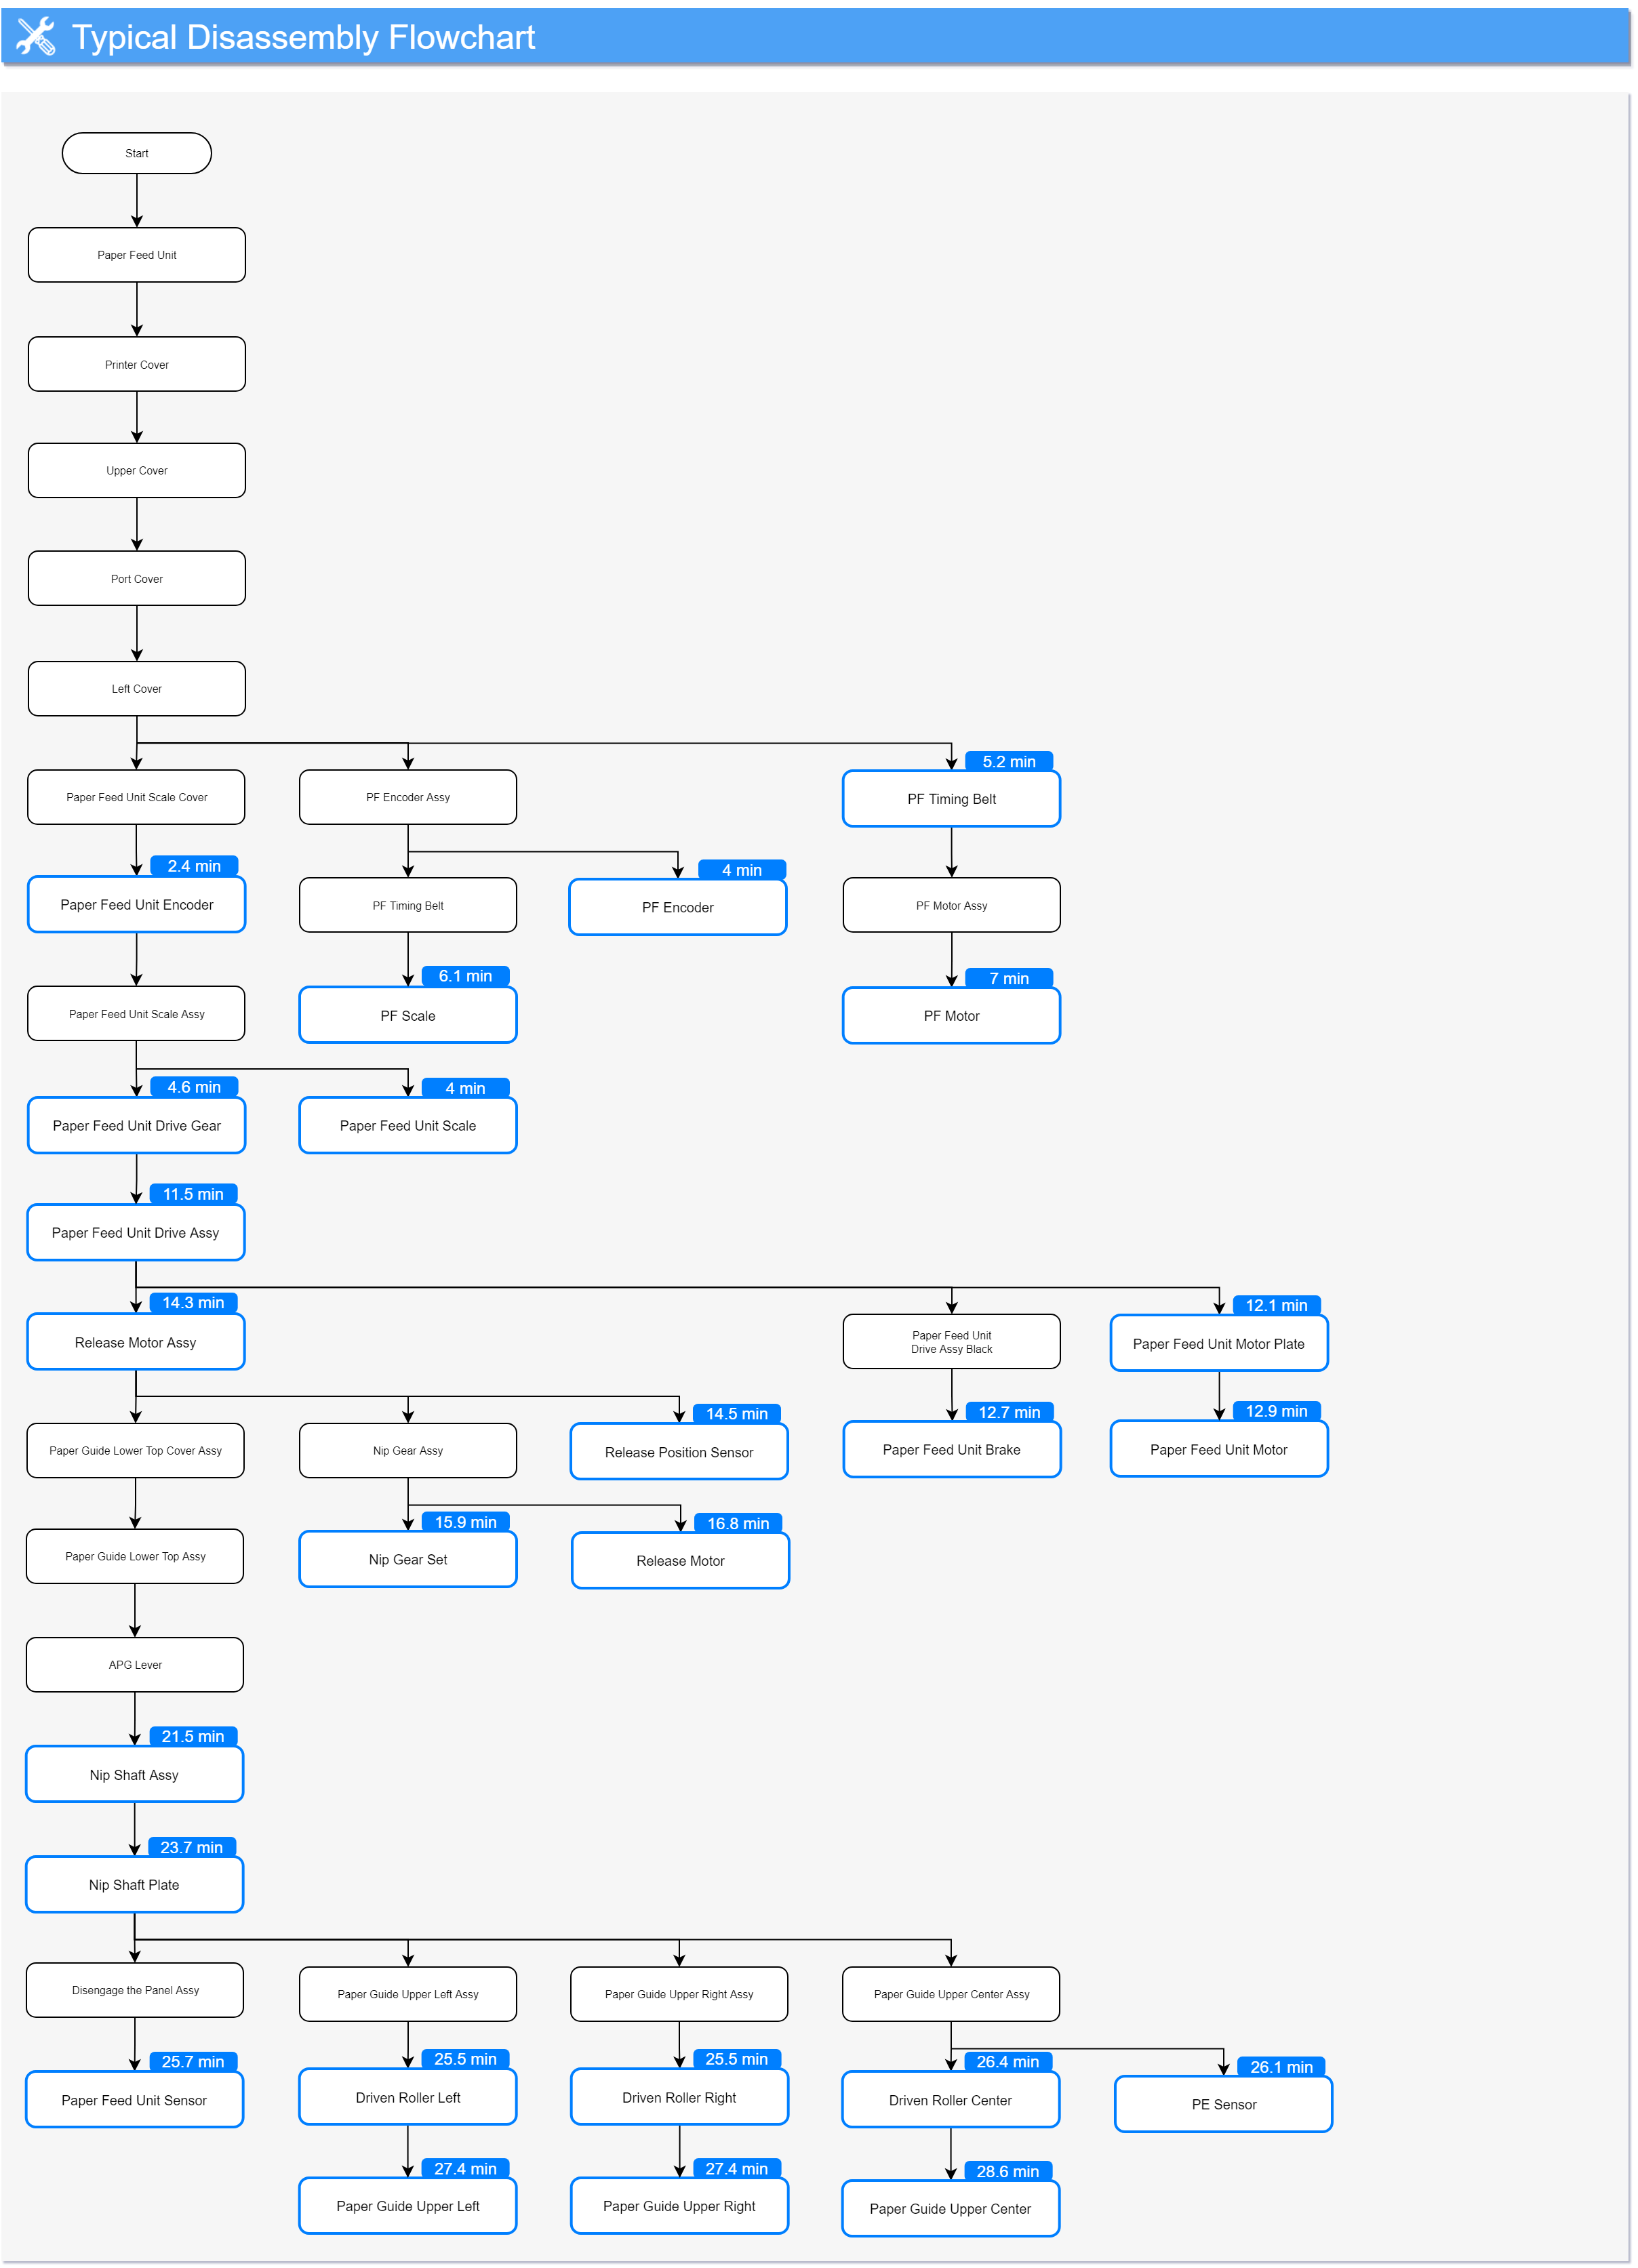 Typical Disassembly Flowchart
Start
Paper Feed Unit
Printer Cover
Upper Cover
Port Cover
Left Cover
5.2 min
Paper Feed Unit Scale Cover
PF Encoder Assy
PF Timing Belt
2.4 min
4 min
Paper Feed Unit Encoder
PF Timing Belt
PF Encoder
PF Motor Assy
6.1 min
7 min
Paper Feed Unit Scale Assy
PF Scale
PF Motor
4.6 min
4 min
Paper Feed Unit Drive Gear
Paper Feed Unit Scale
11.5 min
Paper Feed Unit Drive Assy
14.3 min
12.1 min
Release Motor Assy
Paper Feed Unit
Drive Assy Black
Paper Feed Unit Motor Plate
14.5 min
12.7 min
12.9 min
Paper Guide Lower Top Cover Assy
Nip Gear Assy
Release Position Sensor
Paper Feed Unit Brake
Paper Feed Unit Motor
15.9 min
16.8 min
Paper Guide Lower Top Assy
Nip Gear Set
Release Motor
APG Lever
21.5 min
Nip Shaft Assy
23.7 min
Nip Shaft Plate
Disengage the Panel Assy
Paper Guide Upper Left Assy
Paper Guide Upper Right Assy
Paper Guide Upper Center Assy
25.7 min
25.5 min
25.5 min
26.4 min
26.1 min
Paper Feed Unit Sensor
Driven Roller Left
Driven Roller Right
Driven Roller Center
PE Sensor
27.4 min
27.4 min
28.6 min
Paper Guide Upper Left
Paper Guide Upper Right
Paper Guide Upper Center